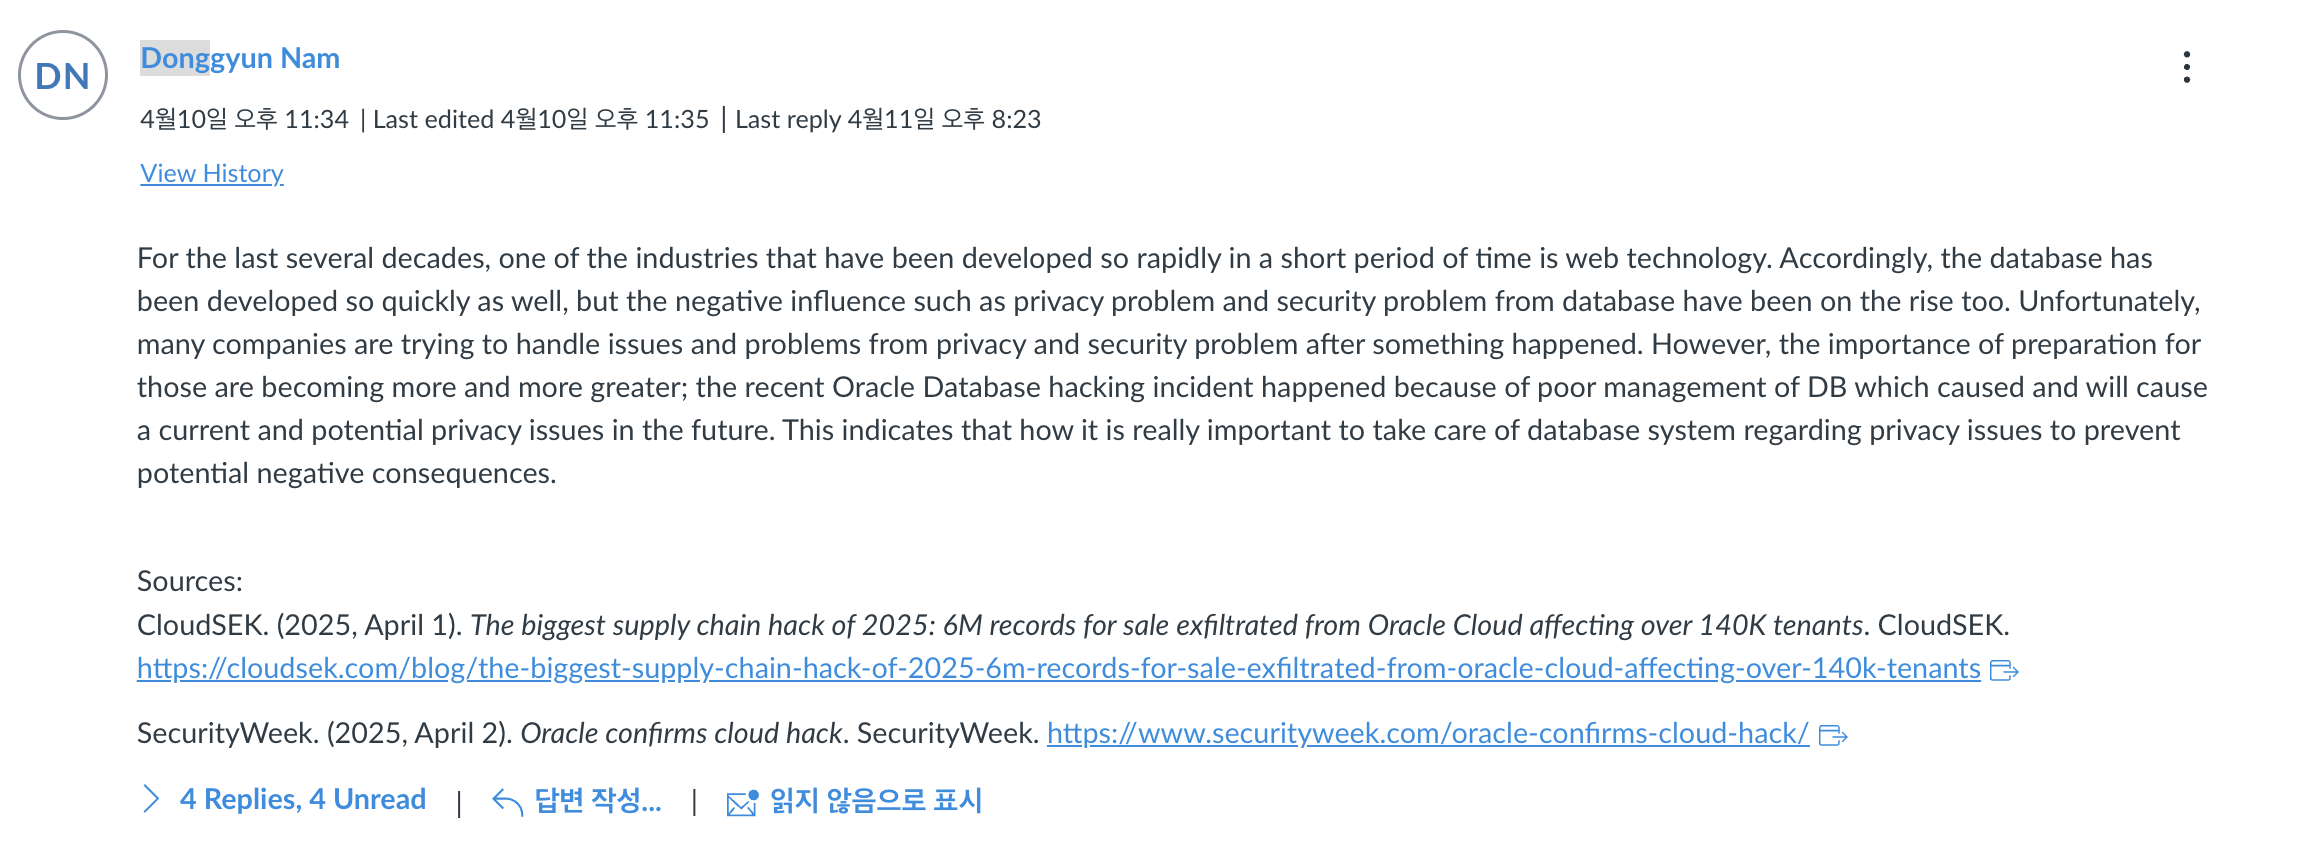 DN
Donggyun Nam
4월10일 오후 11:34 | Last edited 4월10일 오후 11:35 | Last reply 4월11일 오후 8:23
View History
For the last several decades, one of the industries that have been developed so rapidly in a short period of time is web technology. Accordingly, the database has
been developed so quickly as well, but the negative influence such as privacy problem and security problem from database have been on the rise too. Unfortunately,
many companies are trying to handle issues and problems from privacy and security problem after something happened. However, the importance of preparation for
those are becoming more and more greater; the recent Oracle Database hacking incident happened because of poor management of DB which caused and will cause
a current and potential privacy issues in the future. This indicates that how it is really important to take care of database system regarding privacy issues to prevent
potential negative consequences.
Sources:
CloudSEK. (2025, April 1). The biggest supply chain hack of 2025: 6M records for sale exfiltrated from Oracle Cloud affecting over 140K tenants. CloudSEK.
https://cloudsek.com/blog/the-biggest-supply-chain-hack-of-2025-6m-records-for-sale-exfiltrated-from-oracle-cloud-affecting-over-140k-tenants
SecurityWeek. (2025, April 2). Oracle confirms cloud hack. SecurityWeek. https://www.securityweek.com/oracle-confirms-cloud-hack/
4 Replies, 4 Unread | 답변 작성... | 읽지 않음으로 표시